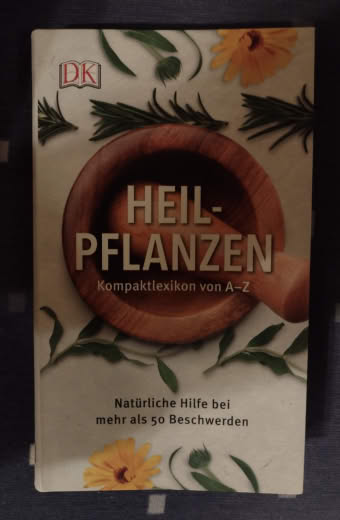 DK
HEIL-
PFLANZEN
Kompaktlexikon von A–Z
Natürliche Hilfe bei
mehr als 50 Beschwerden